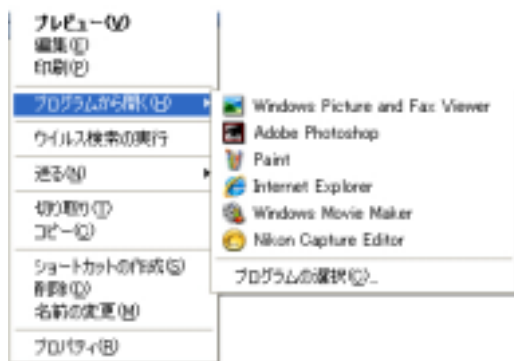 プレビュー(V)
編集(E)
印刷(P)
プログラムから開く(H)
ウイルス検索の実行
送る(N)
切り取り(T)
コピー(C)
ショートカットの作成(S)
削除(D)
名前の変更(M)
プロパティ(R)
Windows Picture and Fax Viewer
Adobe Photoshop
Paint
Internet Explorer
Windows Movie Maker
Nikon Capture Editor
プログラムの選択(C)...